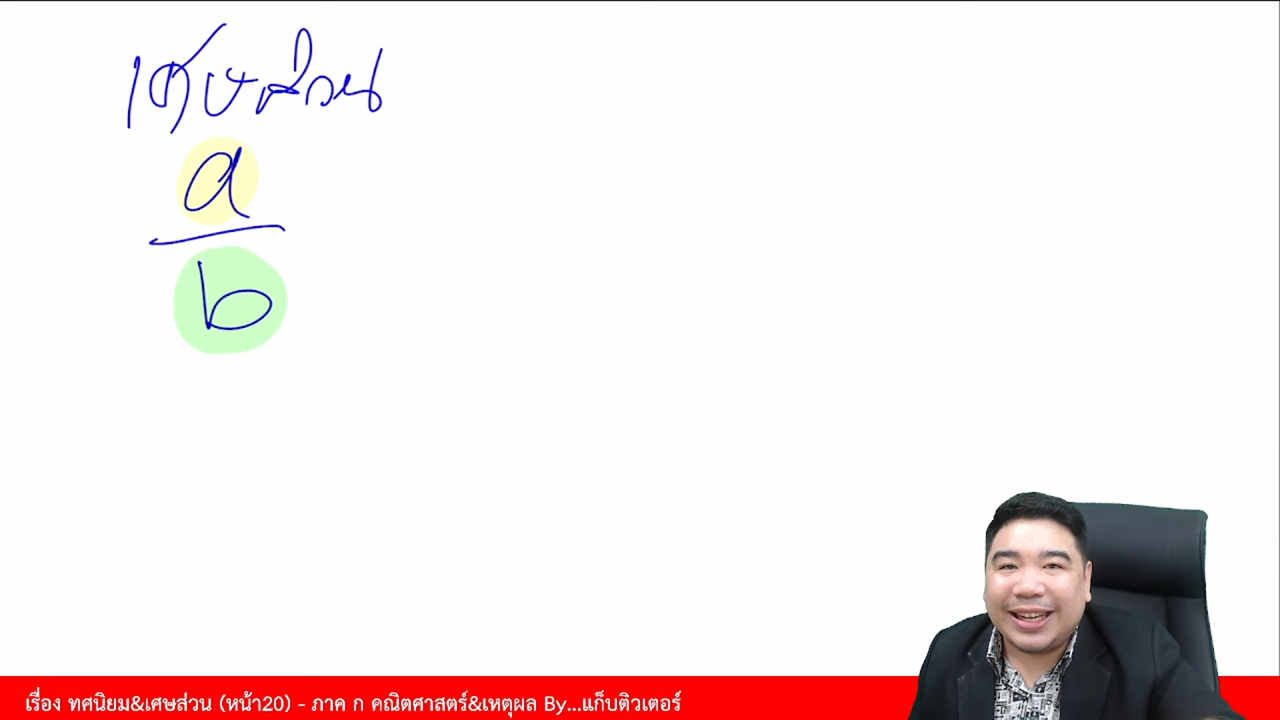 เศษส่วน
a
b
เรื่อง ทศนิยม&เศษส่วน (หน้า20) - ภาค ก คณิตศาสตร์&เหตุผล By...แก็บติวเตอร์